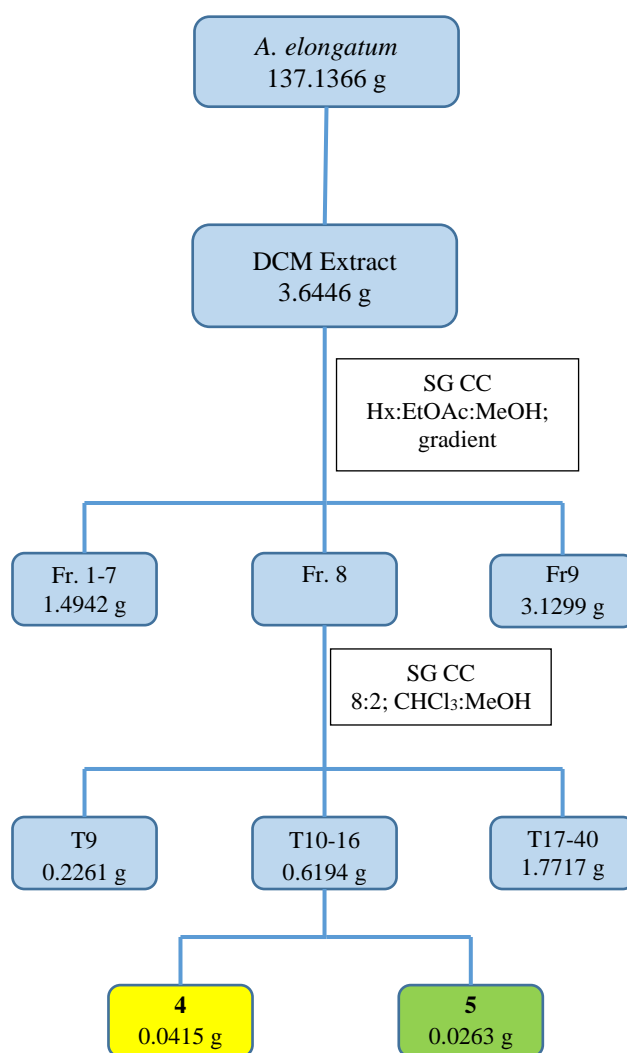 A. elongatum
137.1366 g
DCM Extract
3.6446 g
SG CC
Hx:EtOAc:MeOH;
gradient
Fr. 1-7
1.4942 g
Fr. 8
Fr9
3.1299 g
SG CC
8:2; CHCl₃:MeOH
T9
0.2261 g
T10-16
0.6194 g
T17-40
1.7717 g
4
0.0415 g
5
0.0263 g